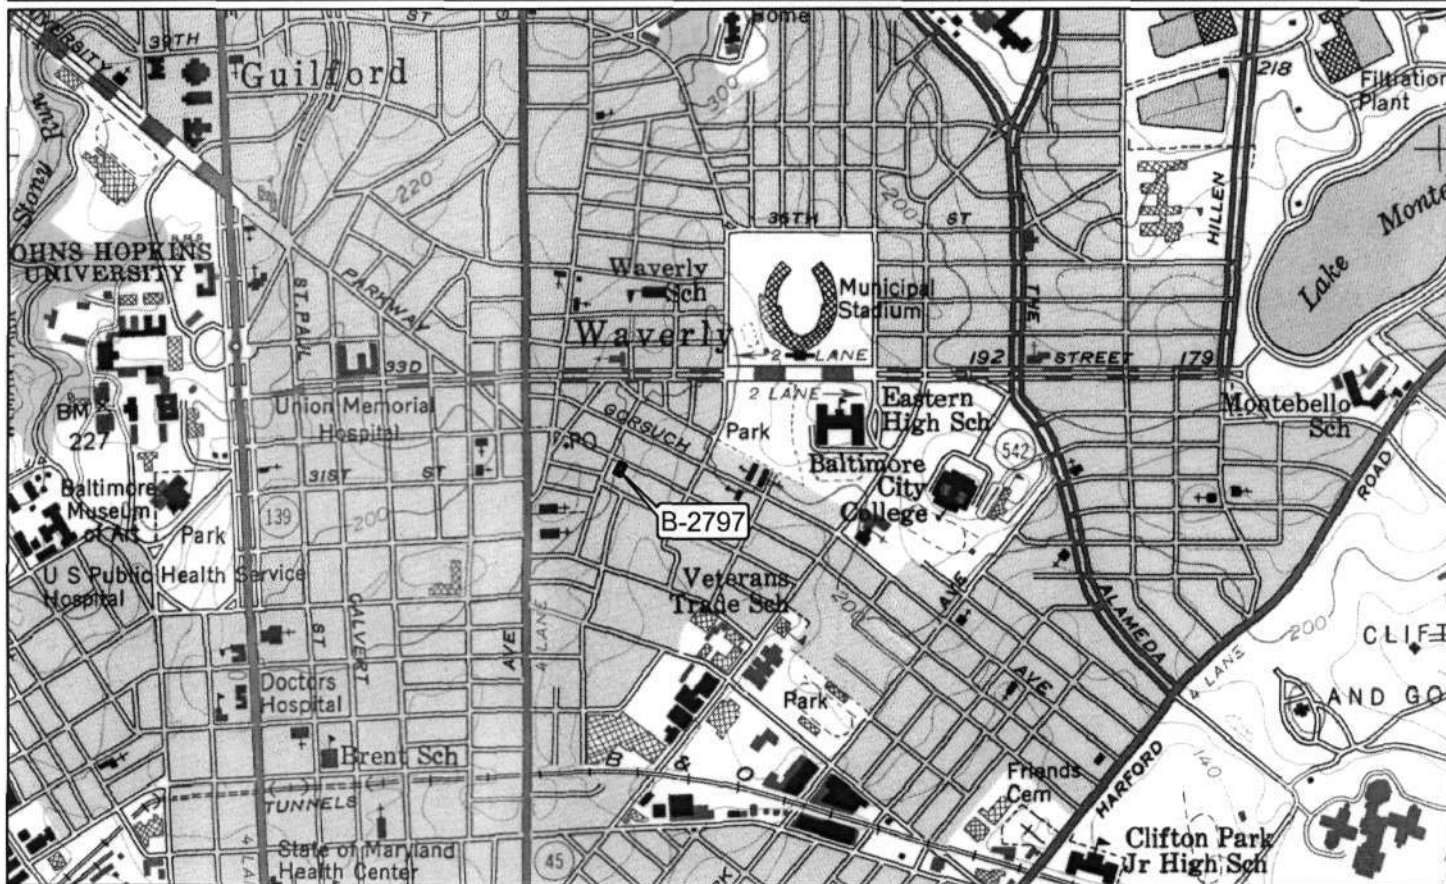 Home
ST
39TH
UNIVERSITY
Guilford
218
Filtration
Plant
300
Stony Run
220
200
36TH
ST
HILLEN
Lake
JOHNS HOPKINS
UNIVERSITY
ST. PAUL
PARKWAY
Waverly
Sch
Municipal
Stadium
THE
Waverly
2 LANE
192
STREET
179
33D
2 LANE
Union Memorial
Hospital
BM
227
GORSUCH
Park
Eastern
High Sch
Montebello
Sch
PO
31ST
ST
542
Baltimore
City
College
ROAD
Baltimore
Museum
of Art
Park
139
200
B-2797
U S Public Health Service
Hospital
Veterans
Trade Sch
200
AVE
ALAMEDA
ST
CALVERT
AVE
4 LANE
200
4 LANE
CLIFT
AND GO
Doctors
Hospital
Park
AVE
Brent Sch
B & O
TUNNELS
Friends
Cem
HARFORD
140
State of Maryland
Health Center
45
Clifton Park
Jr High Sch